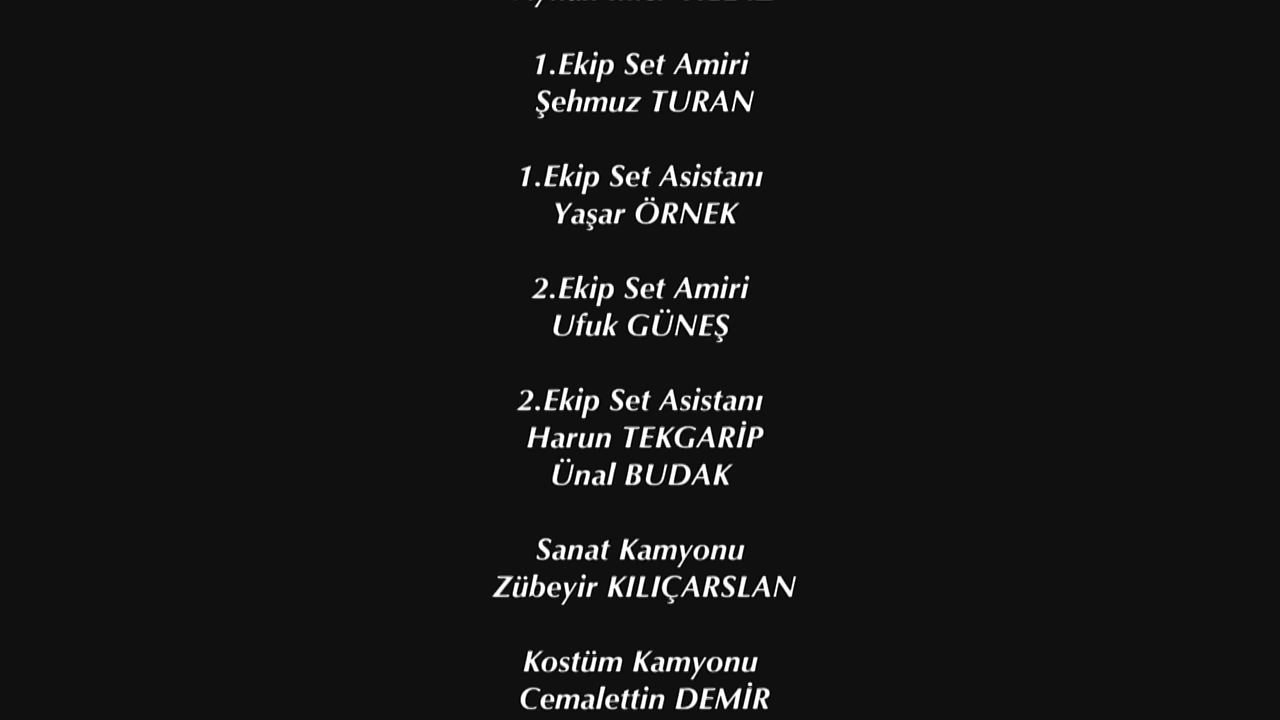 1.Ekip Set Amiri
Şehmuz TURAN
1.Ekip Set Asistanı
Yaşar ÖRNEK
2.Ekip Set Amiri
Ufuk GÜNEŞ
2.Ekip Set Asistanı
Harun TEKGARİP
Ünal BUDAK
Sanat Kamyonu
Zübeyir KILIÇARSLAN
Kostüm Kamyonu
Cemalettin DEMİR